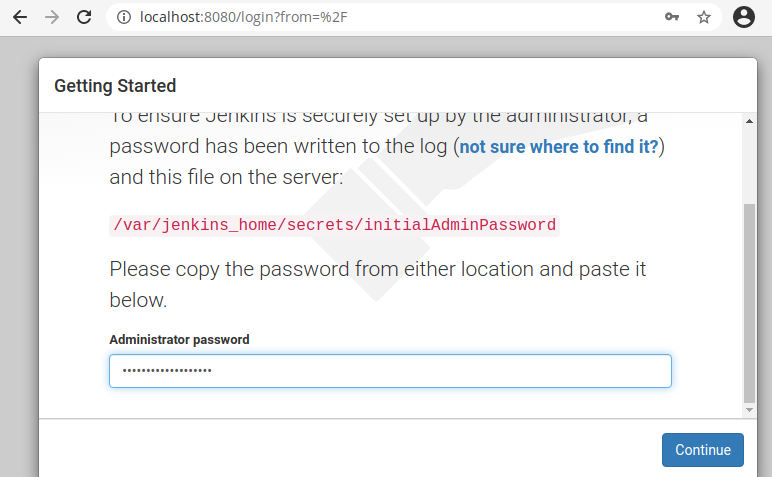 localhost:8080/login?from=%2F
Getting Started
To ensure Jenkins is securely set up by the administrator, a
password has been written to the log (not sure where to find it?)
and this file on the server:
/var/jenkins_home/secrets/initialAdminPassword
Please copy the password from either location and paste it
below.
Administrator password
•••••••••••••••••••
Continue